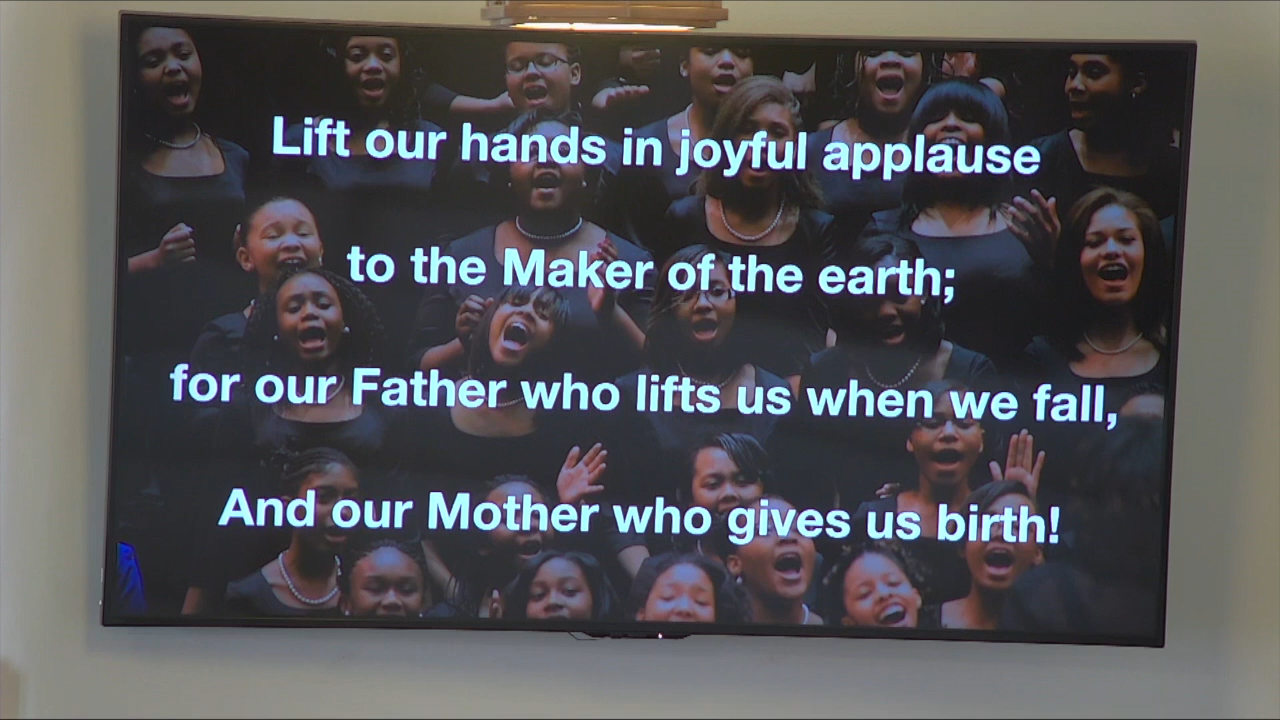 Lift our hands in joyful applause
to the Maker of the earth;
for our Father who lifts us when we fall,
And our Mother who gives us birth!